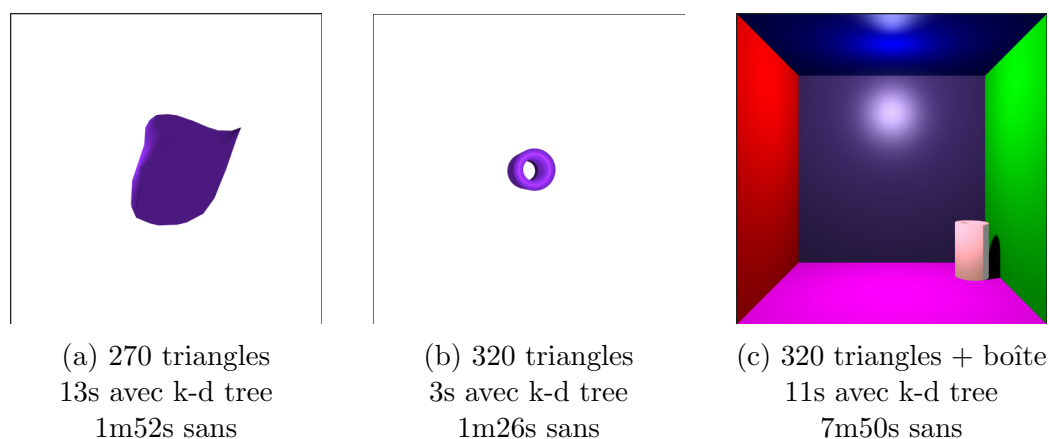 (a) 270 triangles
13s avec k-d tree
1m52s sans
(b) 320 triangles
3s avec k-d tree
1m26s sans
(c) 320 triangles + boîte
11s avec k-d tree
7m50s sans